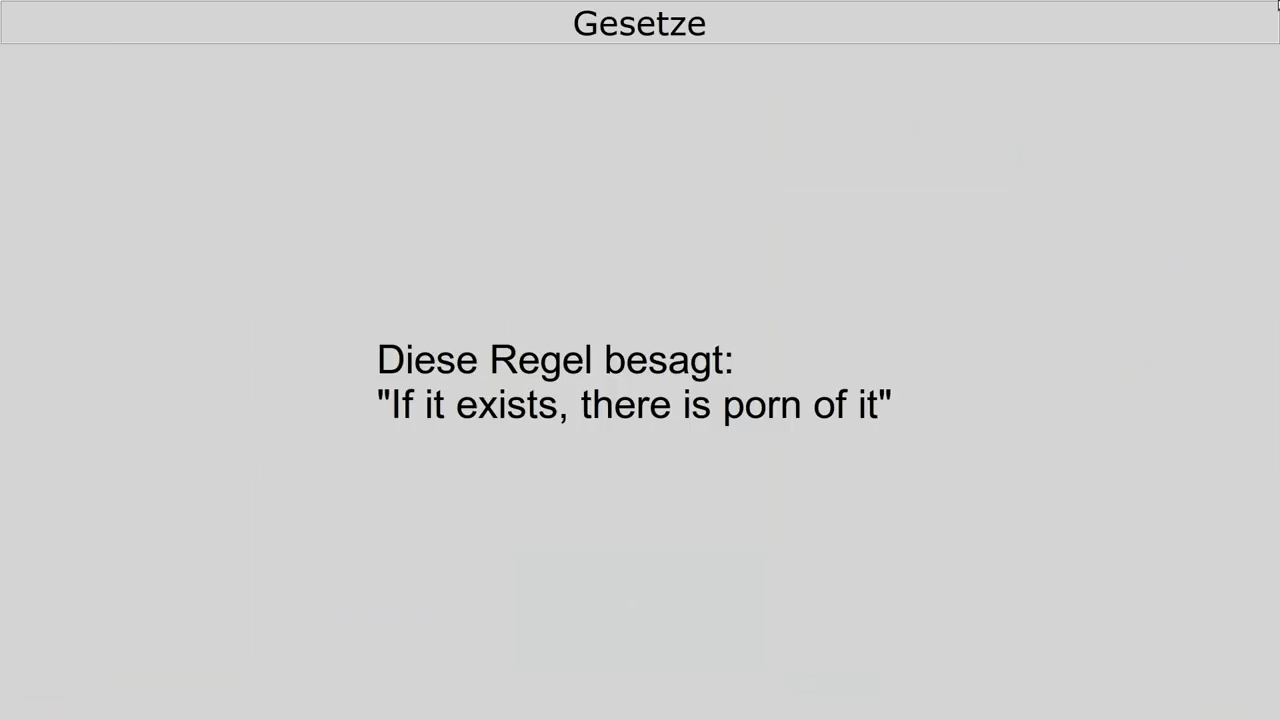 Gesetze
Diese Regel besagt:
"If it exists, there is porn of it"